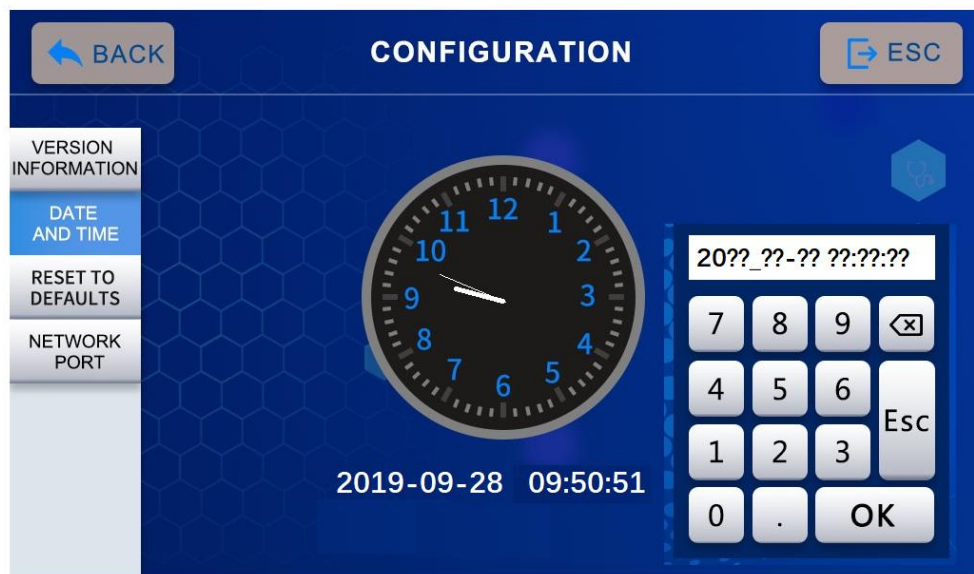 BACK
CONFIGURATION
ESC
VERSION
INFORMATION
DATE
AND TIME
RESET TO
DEFAULTS
NETWORK
PORT
12
1
2
3
4
5
6
7
8
9
10
11
2019-09-28 09:50:51
20??_??-?? ??:??:??
7 8 9
4 5 6
Esc
1 2 3
0 . OK